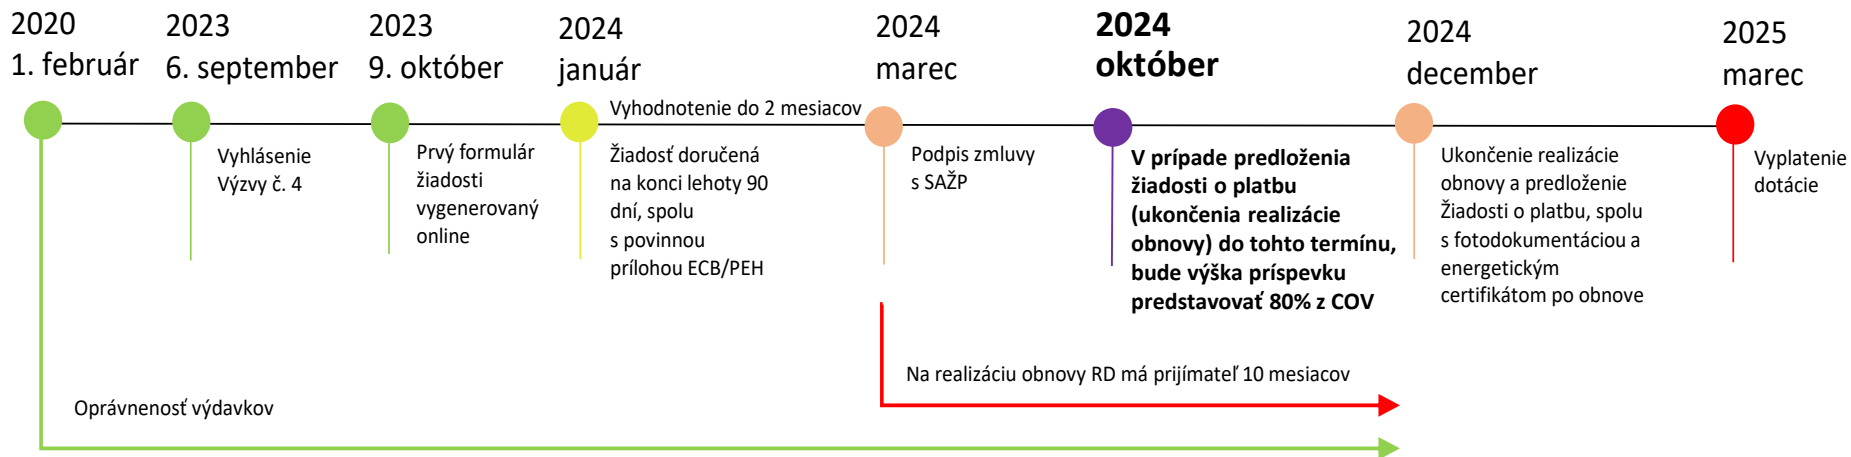 2020
1. február
2023
6. september
2023
9. október
2024
január
2024
marec
2024
október
2024
december
2025
marec
Vyhodnotenie do 2 mesiacov
Vyhlásenie
Výzvy č. 4
Prvý formulár
žiadosti
vygenerovaný
online
Žiadosť doručená
na konci lehoty 90
dní, spolu
s povinnou
prílohou ECB/PEH
Podpis zmluvy
s SAŽP
V prípade predloženia
žiadosti o platbu
(ukončenia realizácie
obnovy) do tohto termínu,
bude výška príspevku
predstavovať 80% z COV
Ukončenie realizácie
obnovy a predloženie
Žiadosti o platbu, spolu
s fotodokumentáciou a
energetickým
certifikátom po obnove
Vyplatenie
dotácie
Na realizáciu obnovy RD má prijímateľ 10 mesiacov
Oprávnenosť výdavkov